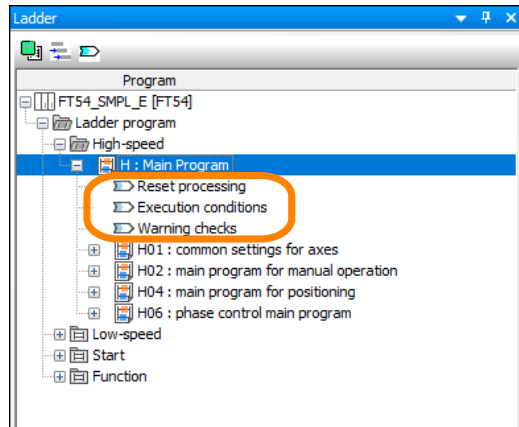 Ladder
Program
FT54_SMPL_E [FT54]
Ladder program
High-speed
H : Main Program
Reset processing
Execution conditions
Warning checks
H01 : common settings for axes
H02 : main program for manual operation
H04 : main program for positioning
H06 : phase control main program
Low-speed
Start
Function